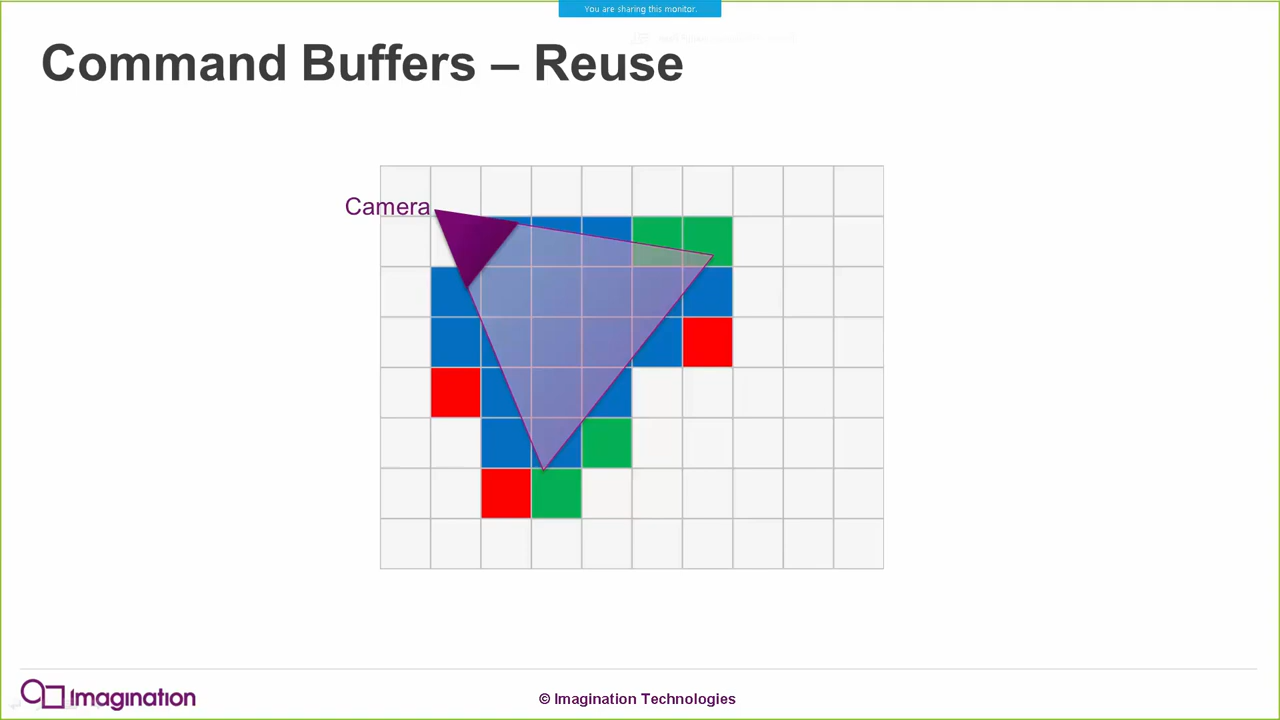 You are sharing this monitor.
Command Buffers – Reuse
Camera
Imagination
© Imagination Technologies